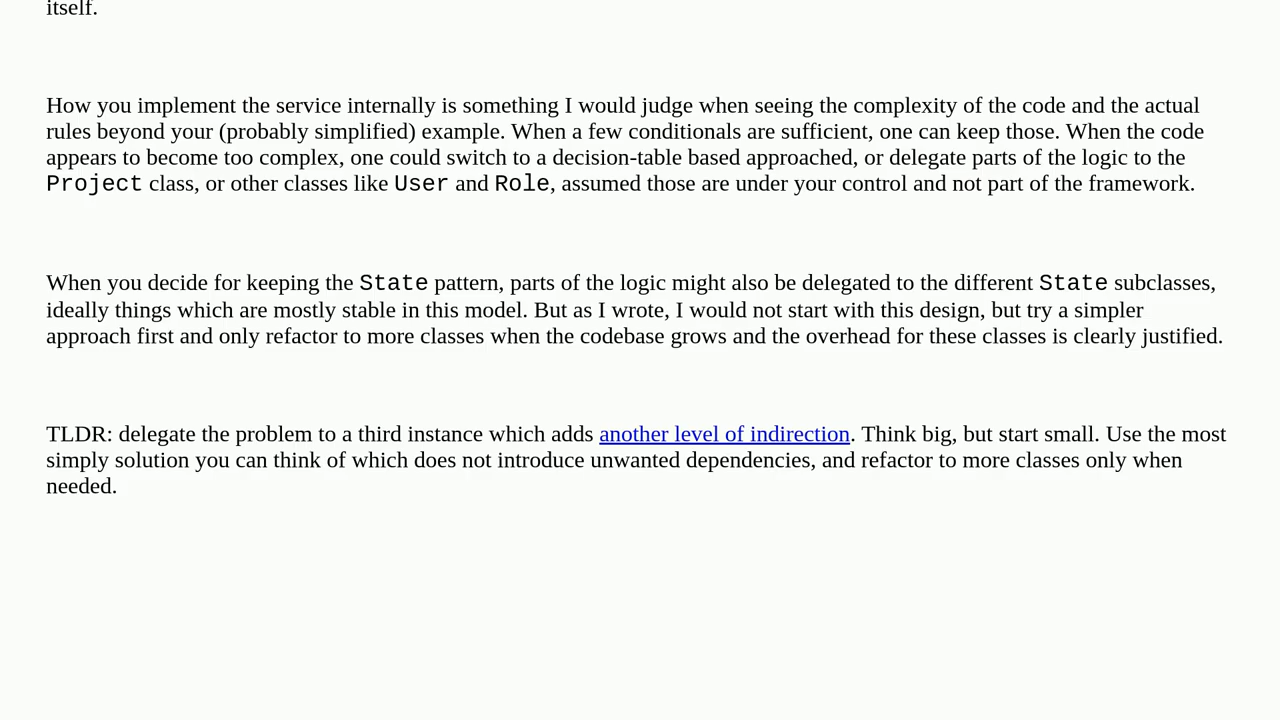 itself.
How you implement the service internally is something I would judge when seeing the complexity of the code and the actual
rules beyond your (probably simplified) example. When a few conditionals are sufficient, one can keep those. When the code
appears to become too complex, one could switch to a decision-table based approached, or delegate parts of the logic to the
Project class, or other classes like User and Role, assumed those are under your control and not part of the framework.
When you decide for keeping the State pattern, parts of the logic might also be delegated to the different State subclasses,
ideally things which are mostly stable in this model. But as I wrote, I would not start with this design, but try a simpler
approach first and only refactor to more classes when the codebase grows and the overhead for these classes is clearly justified.
TLDR: delegate the problem to a third instance which adds another level of indirection. Think big, but start small. Use the most
simply solution you can think of which does not introduce unwanted dependencies, and refactor to more classes only when
needed.